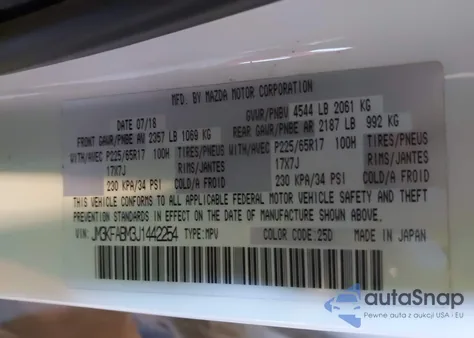 MFD. BY MAZDA MOTOR CORPORATION
DATE 07/18 GVWR/PNBV 4544 LB 2061 KG
FRONT GAWR/PNBE AV 2357 LB 1069 KG REAR GAWR/PNBE AR 2187 LB 992 KG
WITH/AVEC P225/65R17 100H TIRES/PNEUS WITH/AVEC P225/65R17 100H TIRES/PNEUS
17X7J RIMS/JANTES 17X7J RIMS/JANTES
230 KPA/34 PSI COLD/A FROID 230 KPA/34 PSI COLD/A FROID
THIS VEHICLE CONFORMS TO ALL APPLICABLE FEDERAL MOTOR VEHICLE SAFETY AND THEFT
PREVENTION STANDARDS IN EFFECT ON THE DATE OF MANUFACTURE SHOWN ABOVE.
VIN: JM3KFABM3J1442254 TYPE: MPV COLOR CODE: 25D MADE IN JAPAN
autoSnap
Pewne auta z aukcji USA i EU